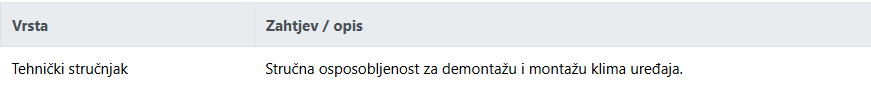 Vrsta Zahtjev / opis
Tehnički stručnjak Stručna osposobljenost za demontažu i montažu klima uređaja.